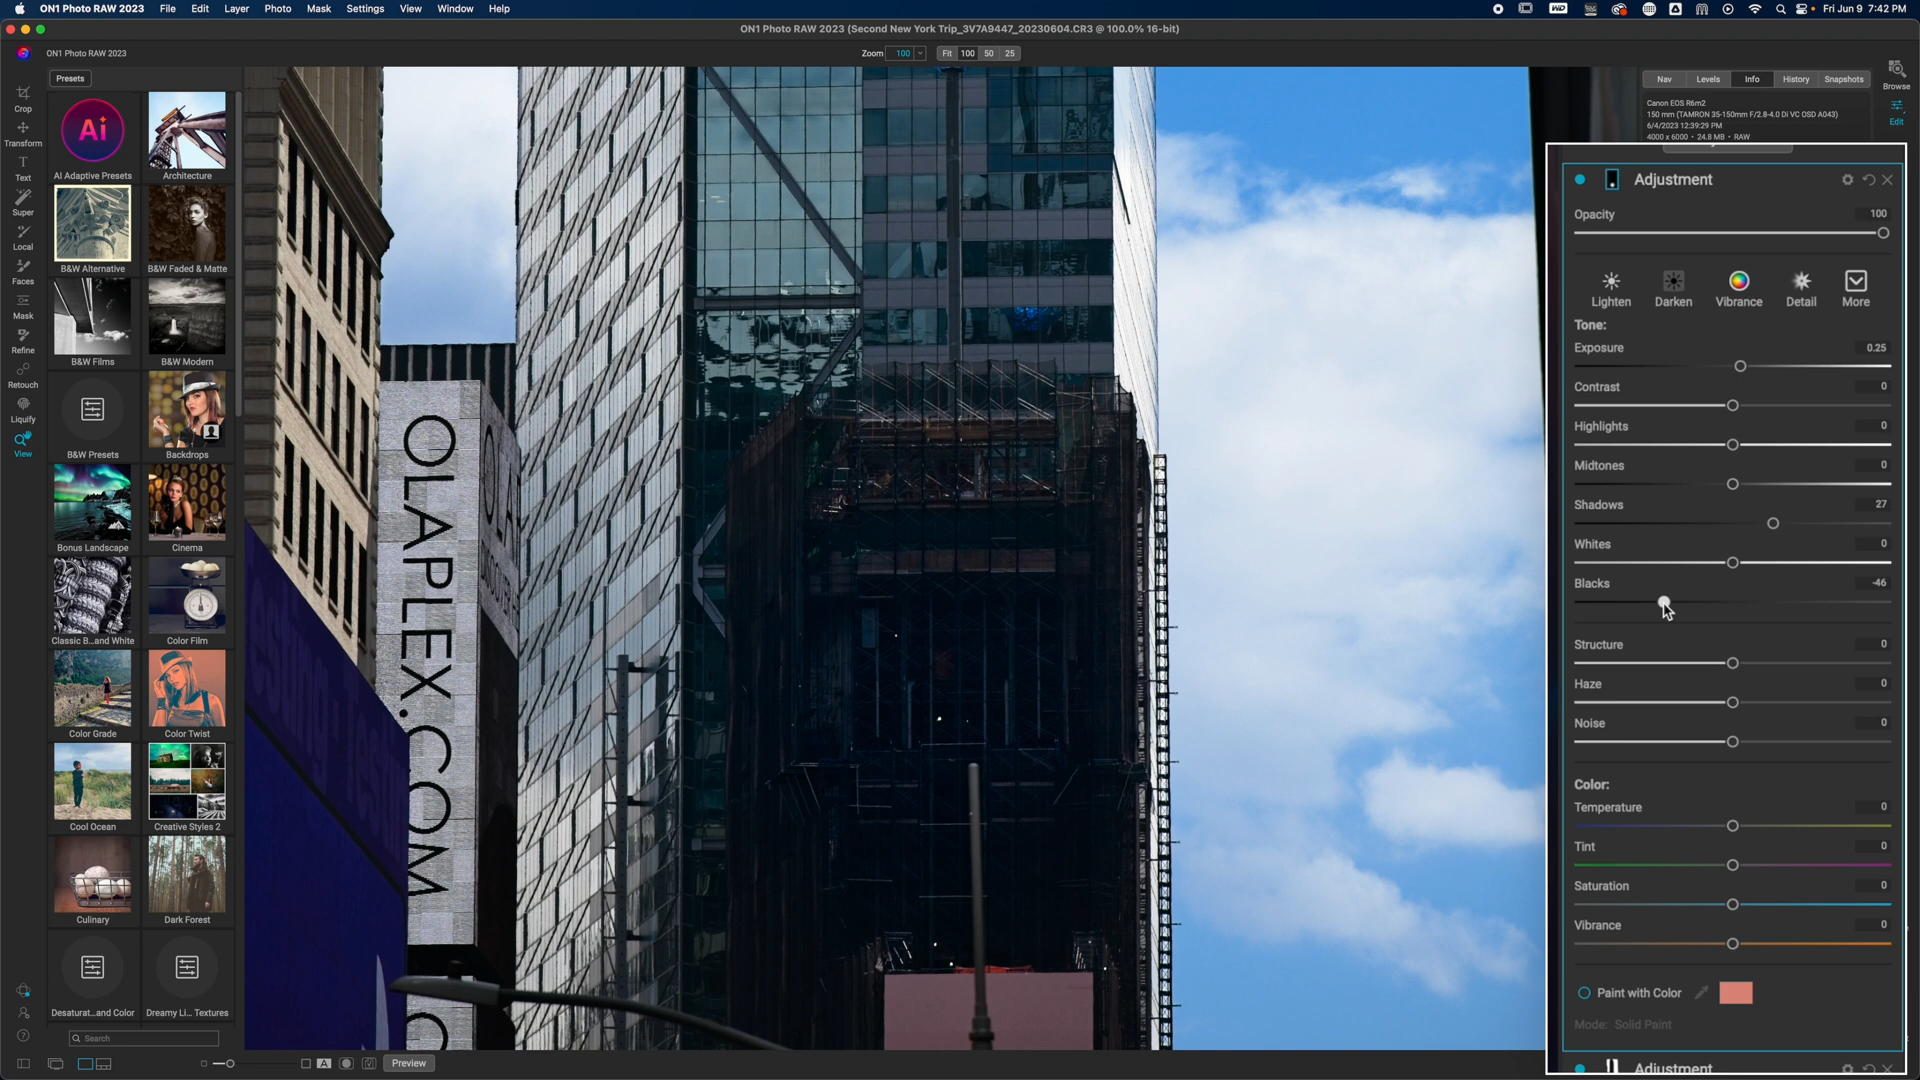 ON1 Photo RAW 2023 File Edit Layer Photo Mask Settings View Window Help
Fri Jun 9 7:42 PM
ON1 Photo RAW 2023 (Second New York Trip_3V7A9447_20230604.CR3 @ 100.0% 16-bit)
ON1 Photo RAW 2023
Zoom 100 Fit 100 50 25
Presets
Nav Levels Info History Snapshots
Browse
Edit
Canon EOS R6m2
150 mm (TAMRON 35-150mm F/2.8-4.0 Di VC OSD A043)
6/4/2023 12:39:29 PM
4000 x 6000 • 24.8 MB • RAW
Crop
Transform
Text
Super
Local
Faces
Mask
Refine
Retouch
Liquify
View
Ai
AI Adaptive Presets
Architecture
B&W Alternative
B&W Faded & Matte
B&W Films
B&W Modern
B&W Presets
Backdrops
Bonus Landscape
Cinema
Classic B...and White
Color Film
Color Grade
Color Twist
Cool Ocean
Creative Styles 2
Culinary
Dark Forest
Desaturat...and Color
Dreamy Li... Textures
Search
A
Preview
OLAPLEX.COM
Adjustment
Opacity 100
Lighten Darken Vibrance Detail More
Tone:
Exposure 0.25
Contrast 0
Highlights 0
Midtones 0
Shadows 27
Whites 0
Blacks -46
Structure 0
Haze 0
Noise 0
Color:
Temperature 0
Tint 0
Saturation 0
Vibrance 0
Paint with Color
Mode: Solid Paint
Adjustment